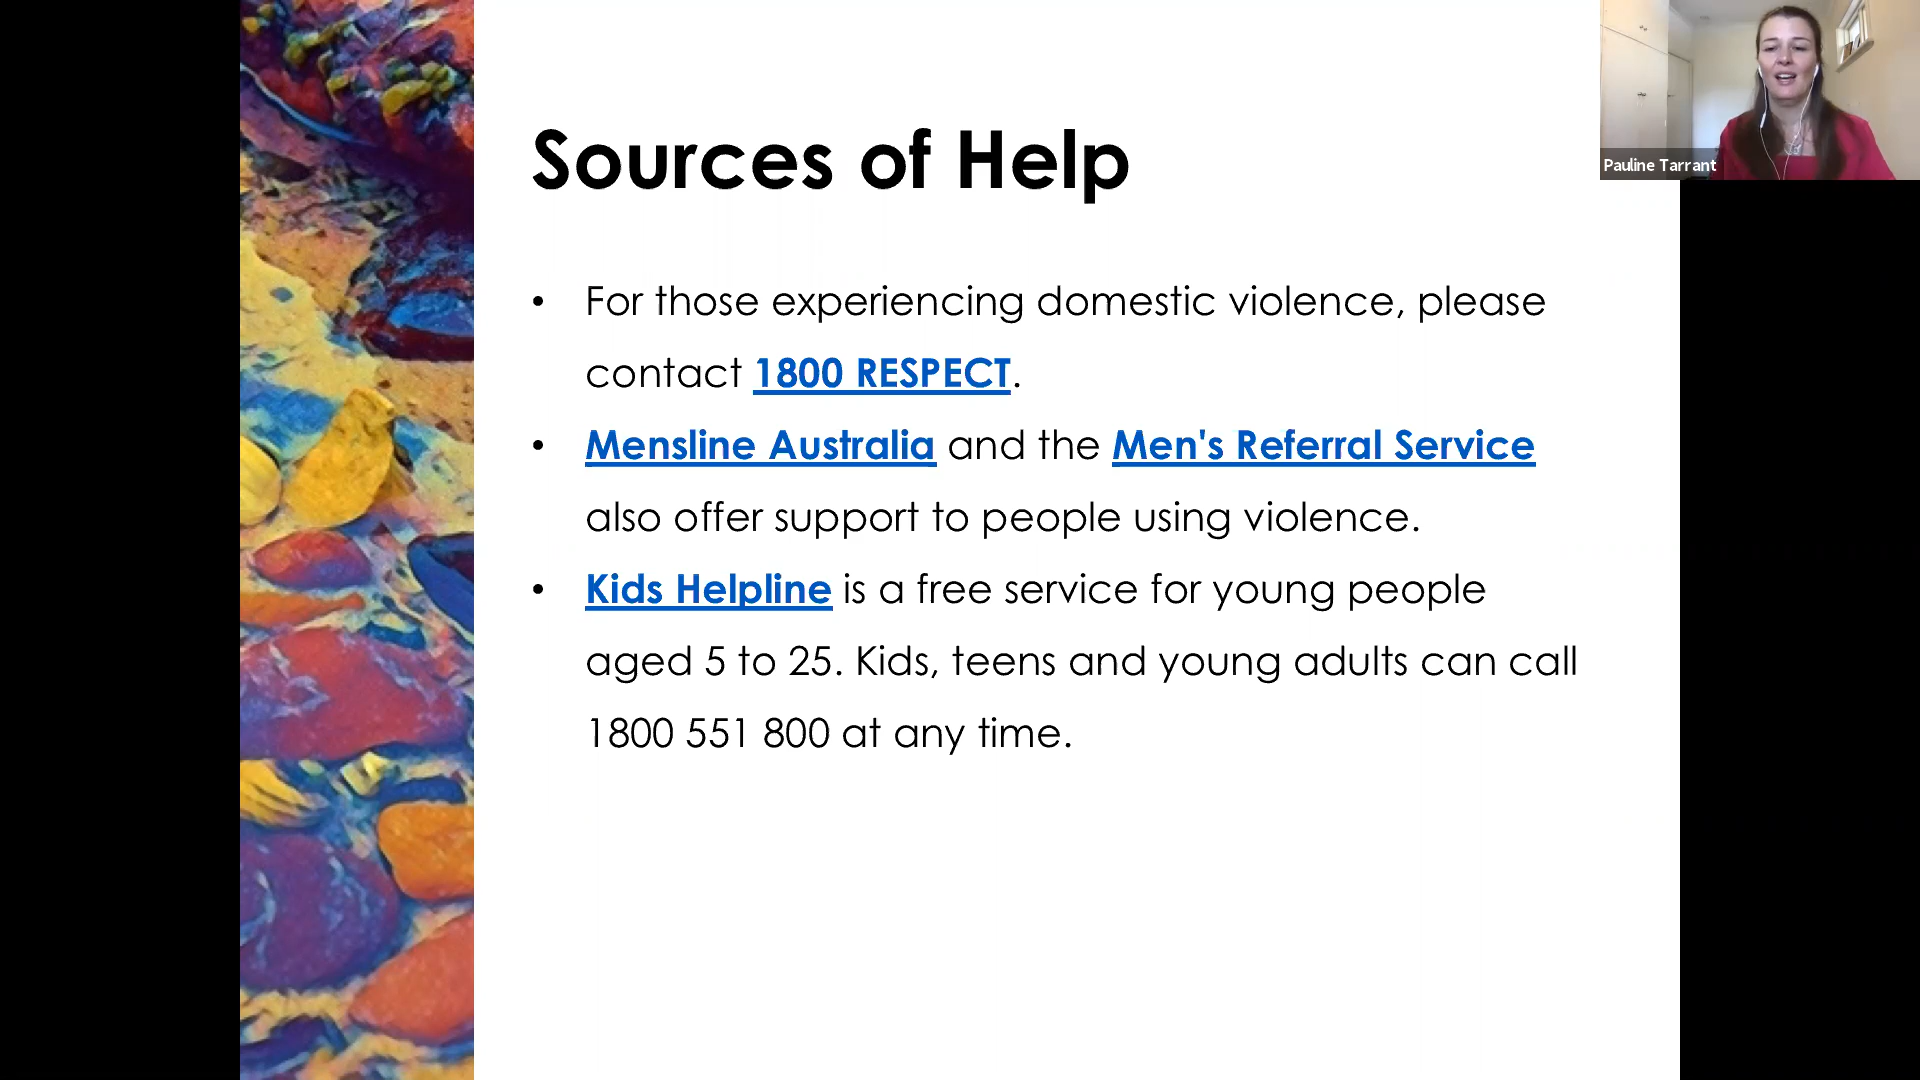 Sources of Help
• For those experiencing domestic violence, please
contact 1800 RESPECT.
• Mensline Australia and the Men's Referral Service
also offer support to people using violence.
• Kids Helpline is a free service for young people
aged 5 to 25. Kids, teens and young adults can call
1800 551 800 at any time.
Pauline Tarrant